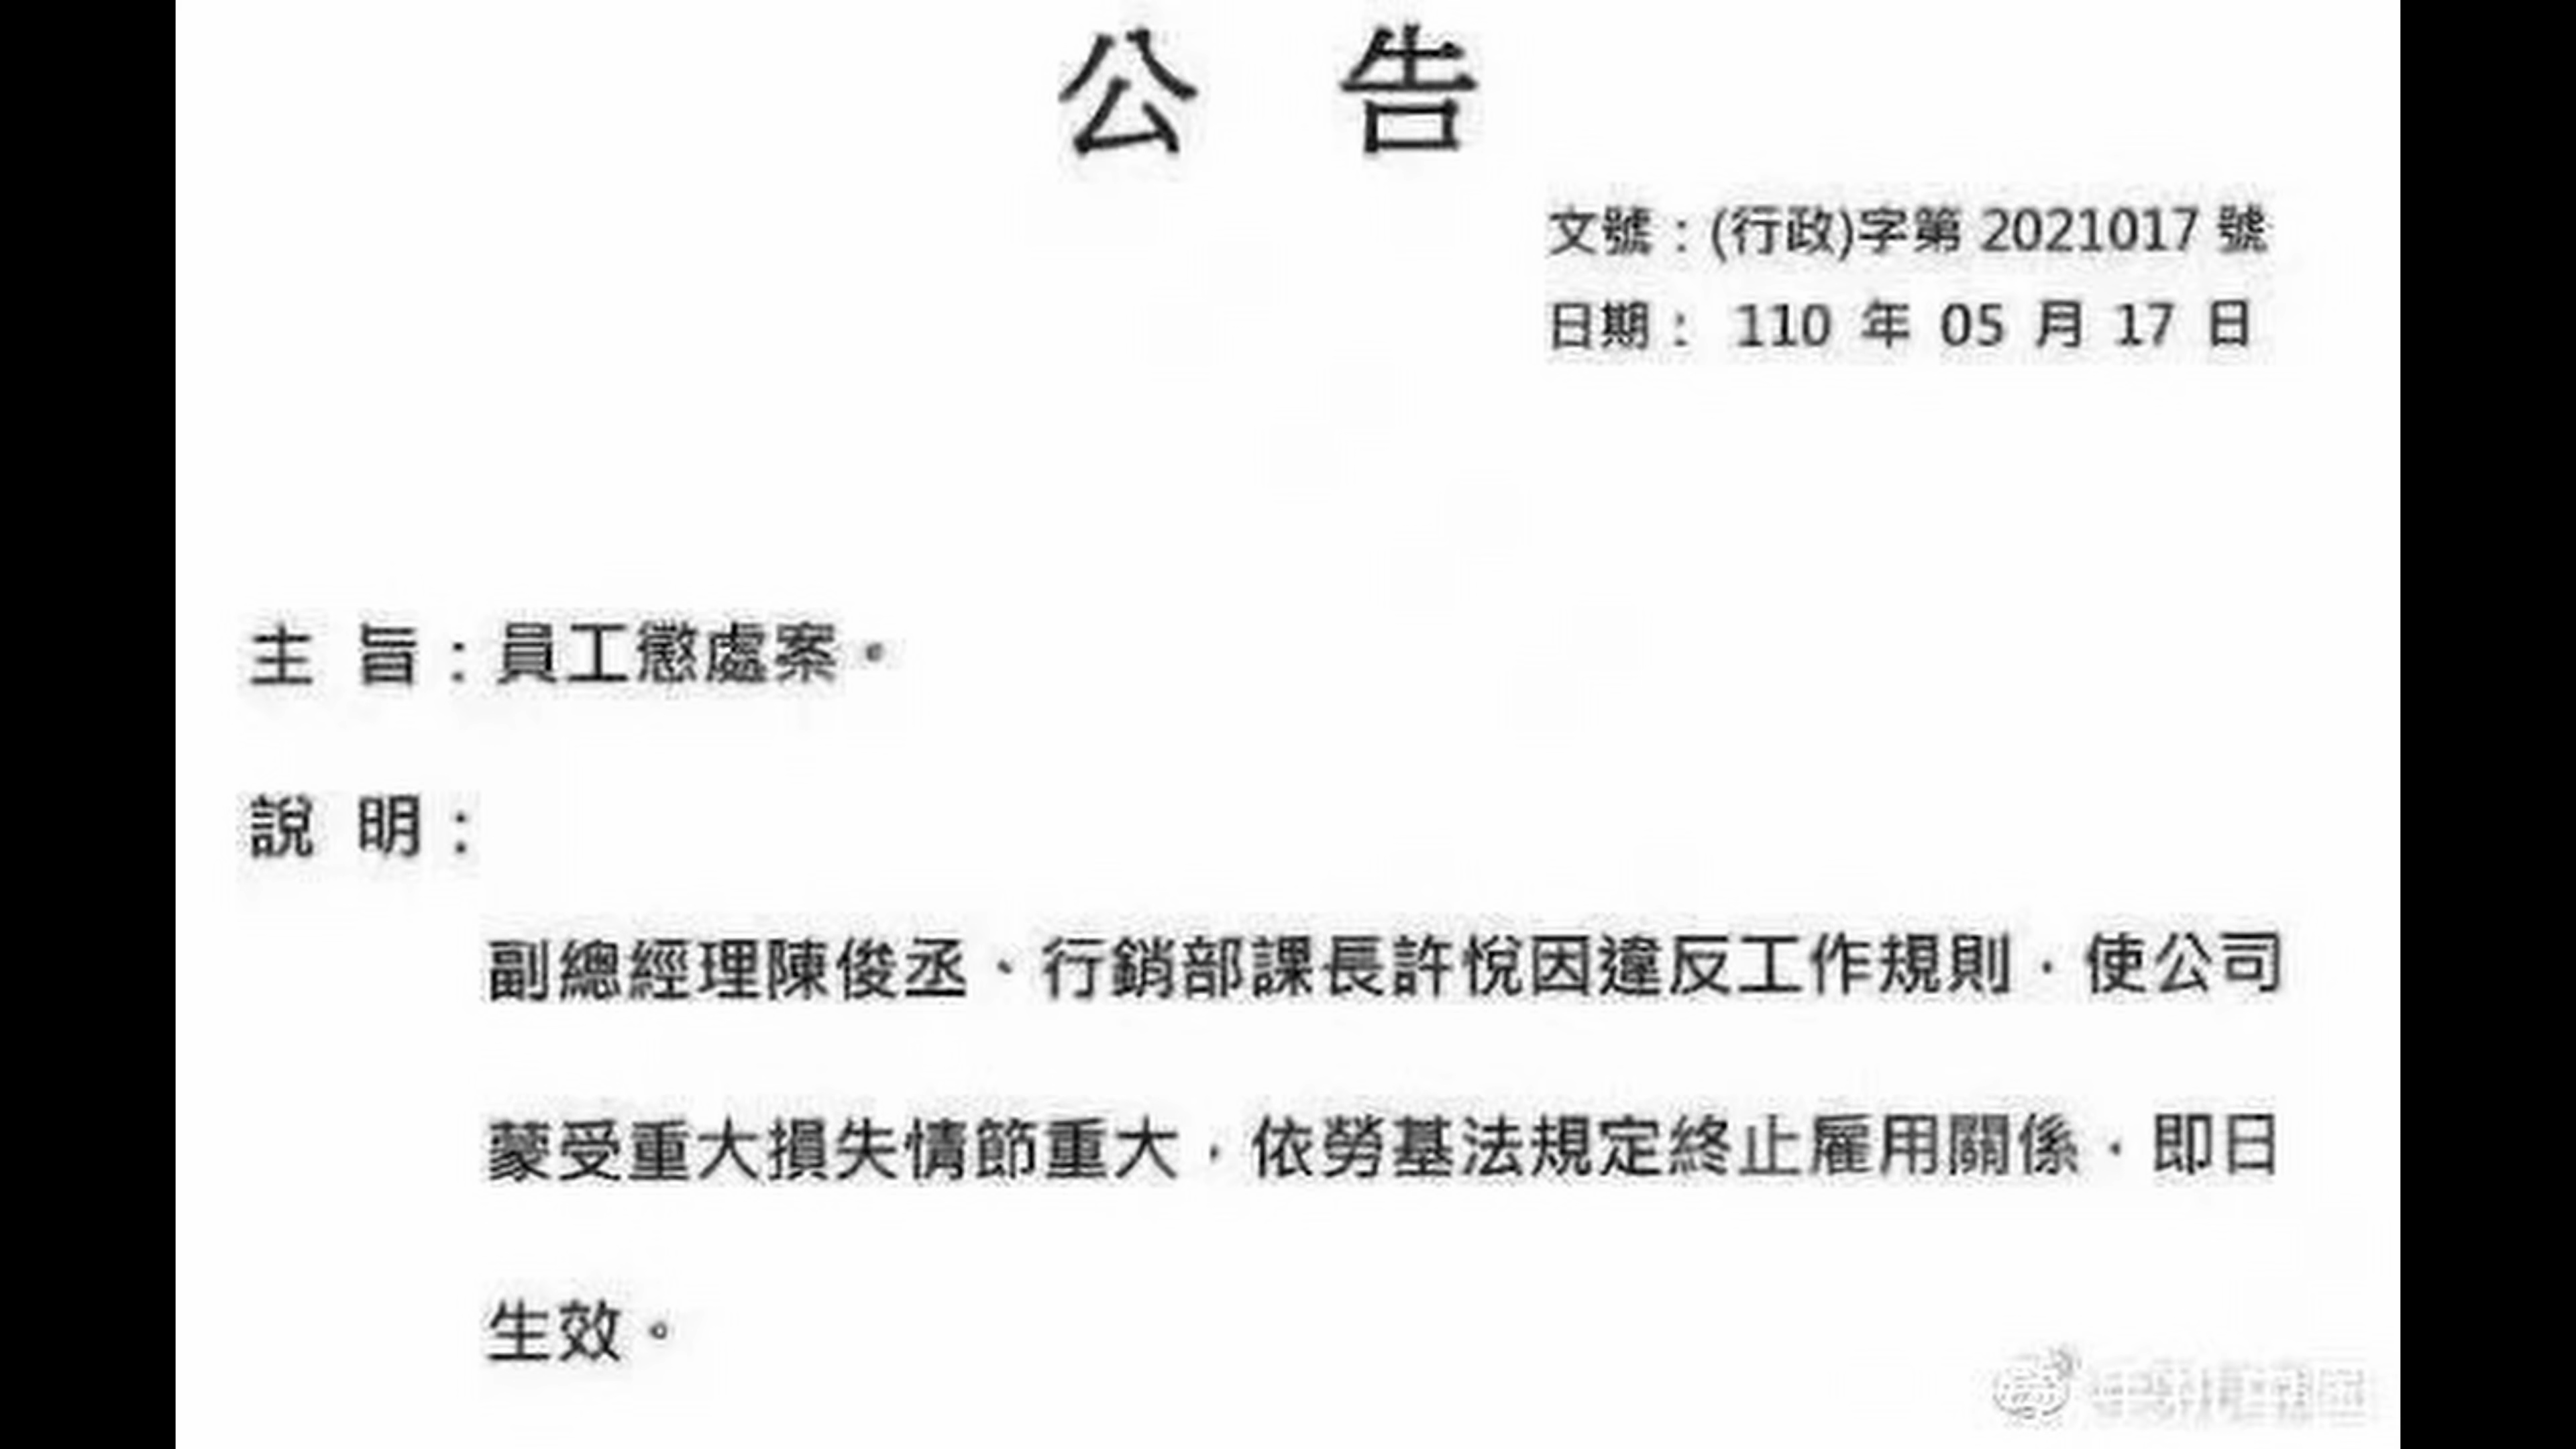 公 告
文號：(行政)字第 2021017 號
日期： 110 年 05 月 17 日
主 旨：員工懲處案。
說 明：
副總經理陳俊丞、行銷部課長許悅因違反工作規則，使公司
蒙受重大損失情節重大，依勞基法規定終止雇用關係，即日
生效。